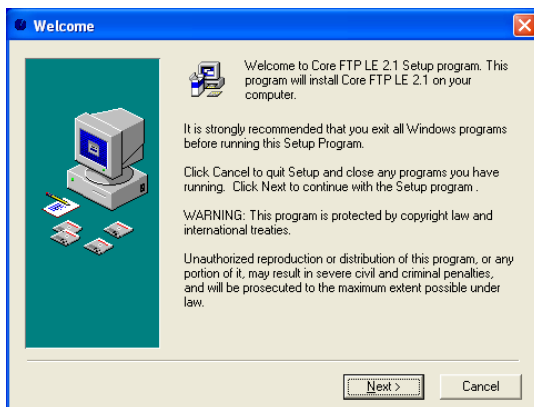 Welcome
Welcome to Core FTP LE 2.1 Setup program. This
program will install Core FTP LE 2.1 on your
computer.
It is strongly recommended that you exit all Windows programs
before running this Setup Program.
Click Cancel to quit Setup and close any programs you have
running. Click Next to continue with the Setup program .
WARNING: This program is protected by copyright law and
international treaties.
Unauthorized reproduction or distribution of this program, or any
portion of it, may result in severe civil and criminal penalties,
and will be prosecuted to the maximum extent possible under
law.
Next >
Cancel